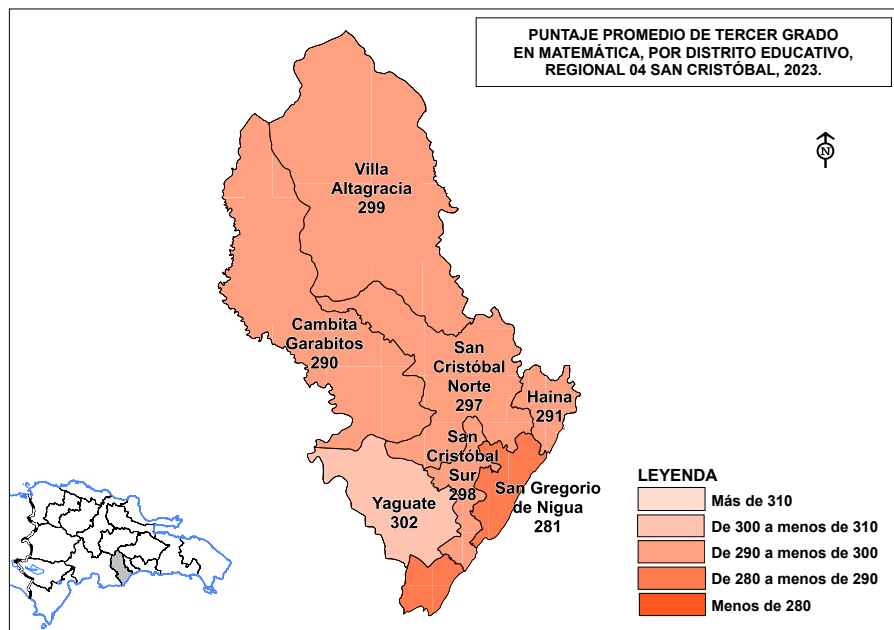 PUNTAJE PROMEDIO DE TERCER GRADO
EN MATEMÁTICA, POR DISTRITO EDUCATIVO,
REGIONAL 04 SAN CRISTÓBAL, 2023.
N
Villa
Altagracia
299
Cambita
Garabitos
290
San
Cristóbal
Norte
297
Haina
291
San
Cristóbal
Sur
298
San Gregorio
de Nigua
281
Yaguate
302
LEYENDA
Más de 310
De 300 a menos de 310
De 290 a menos de 300
De 280 a menos de 290
Menos de 280